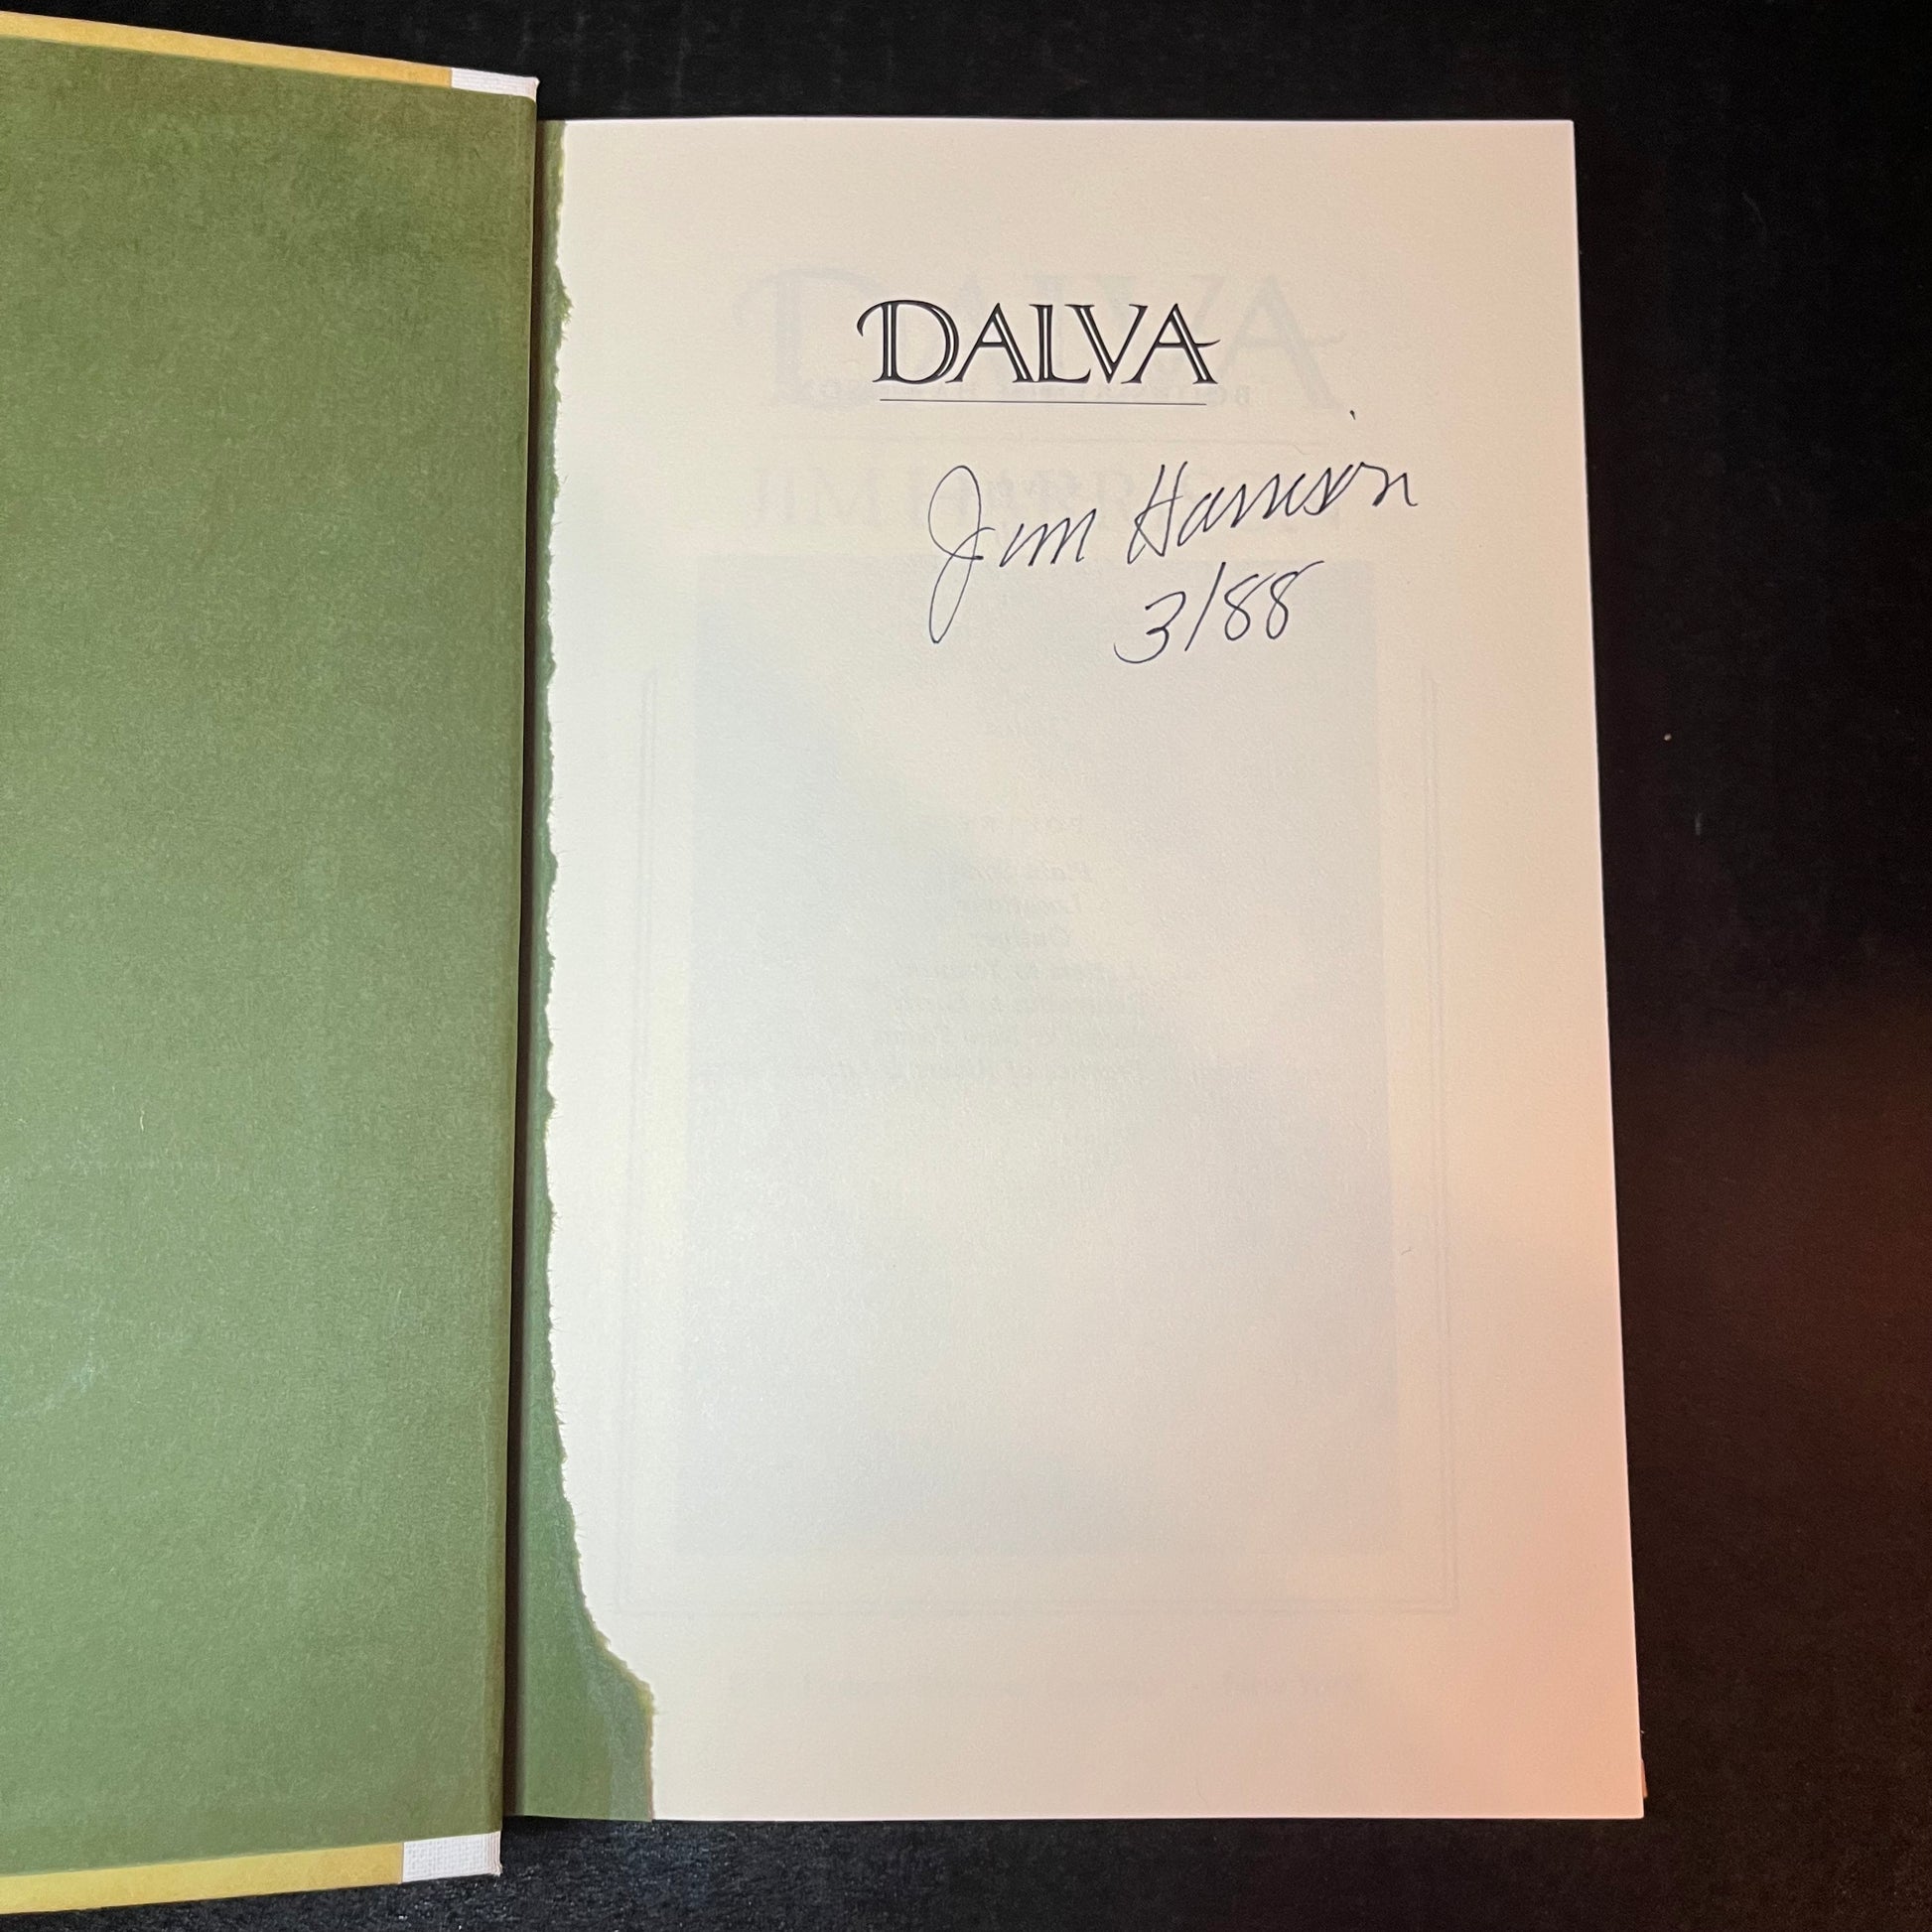 DALVA
Jim Harrison
3/88